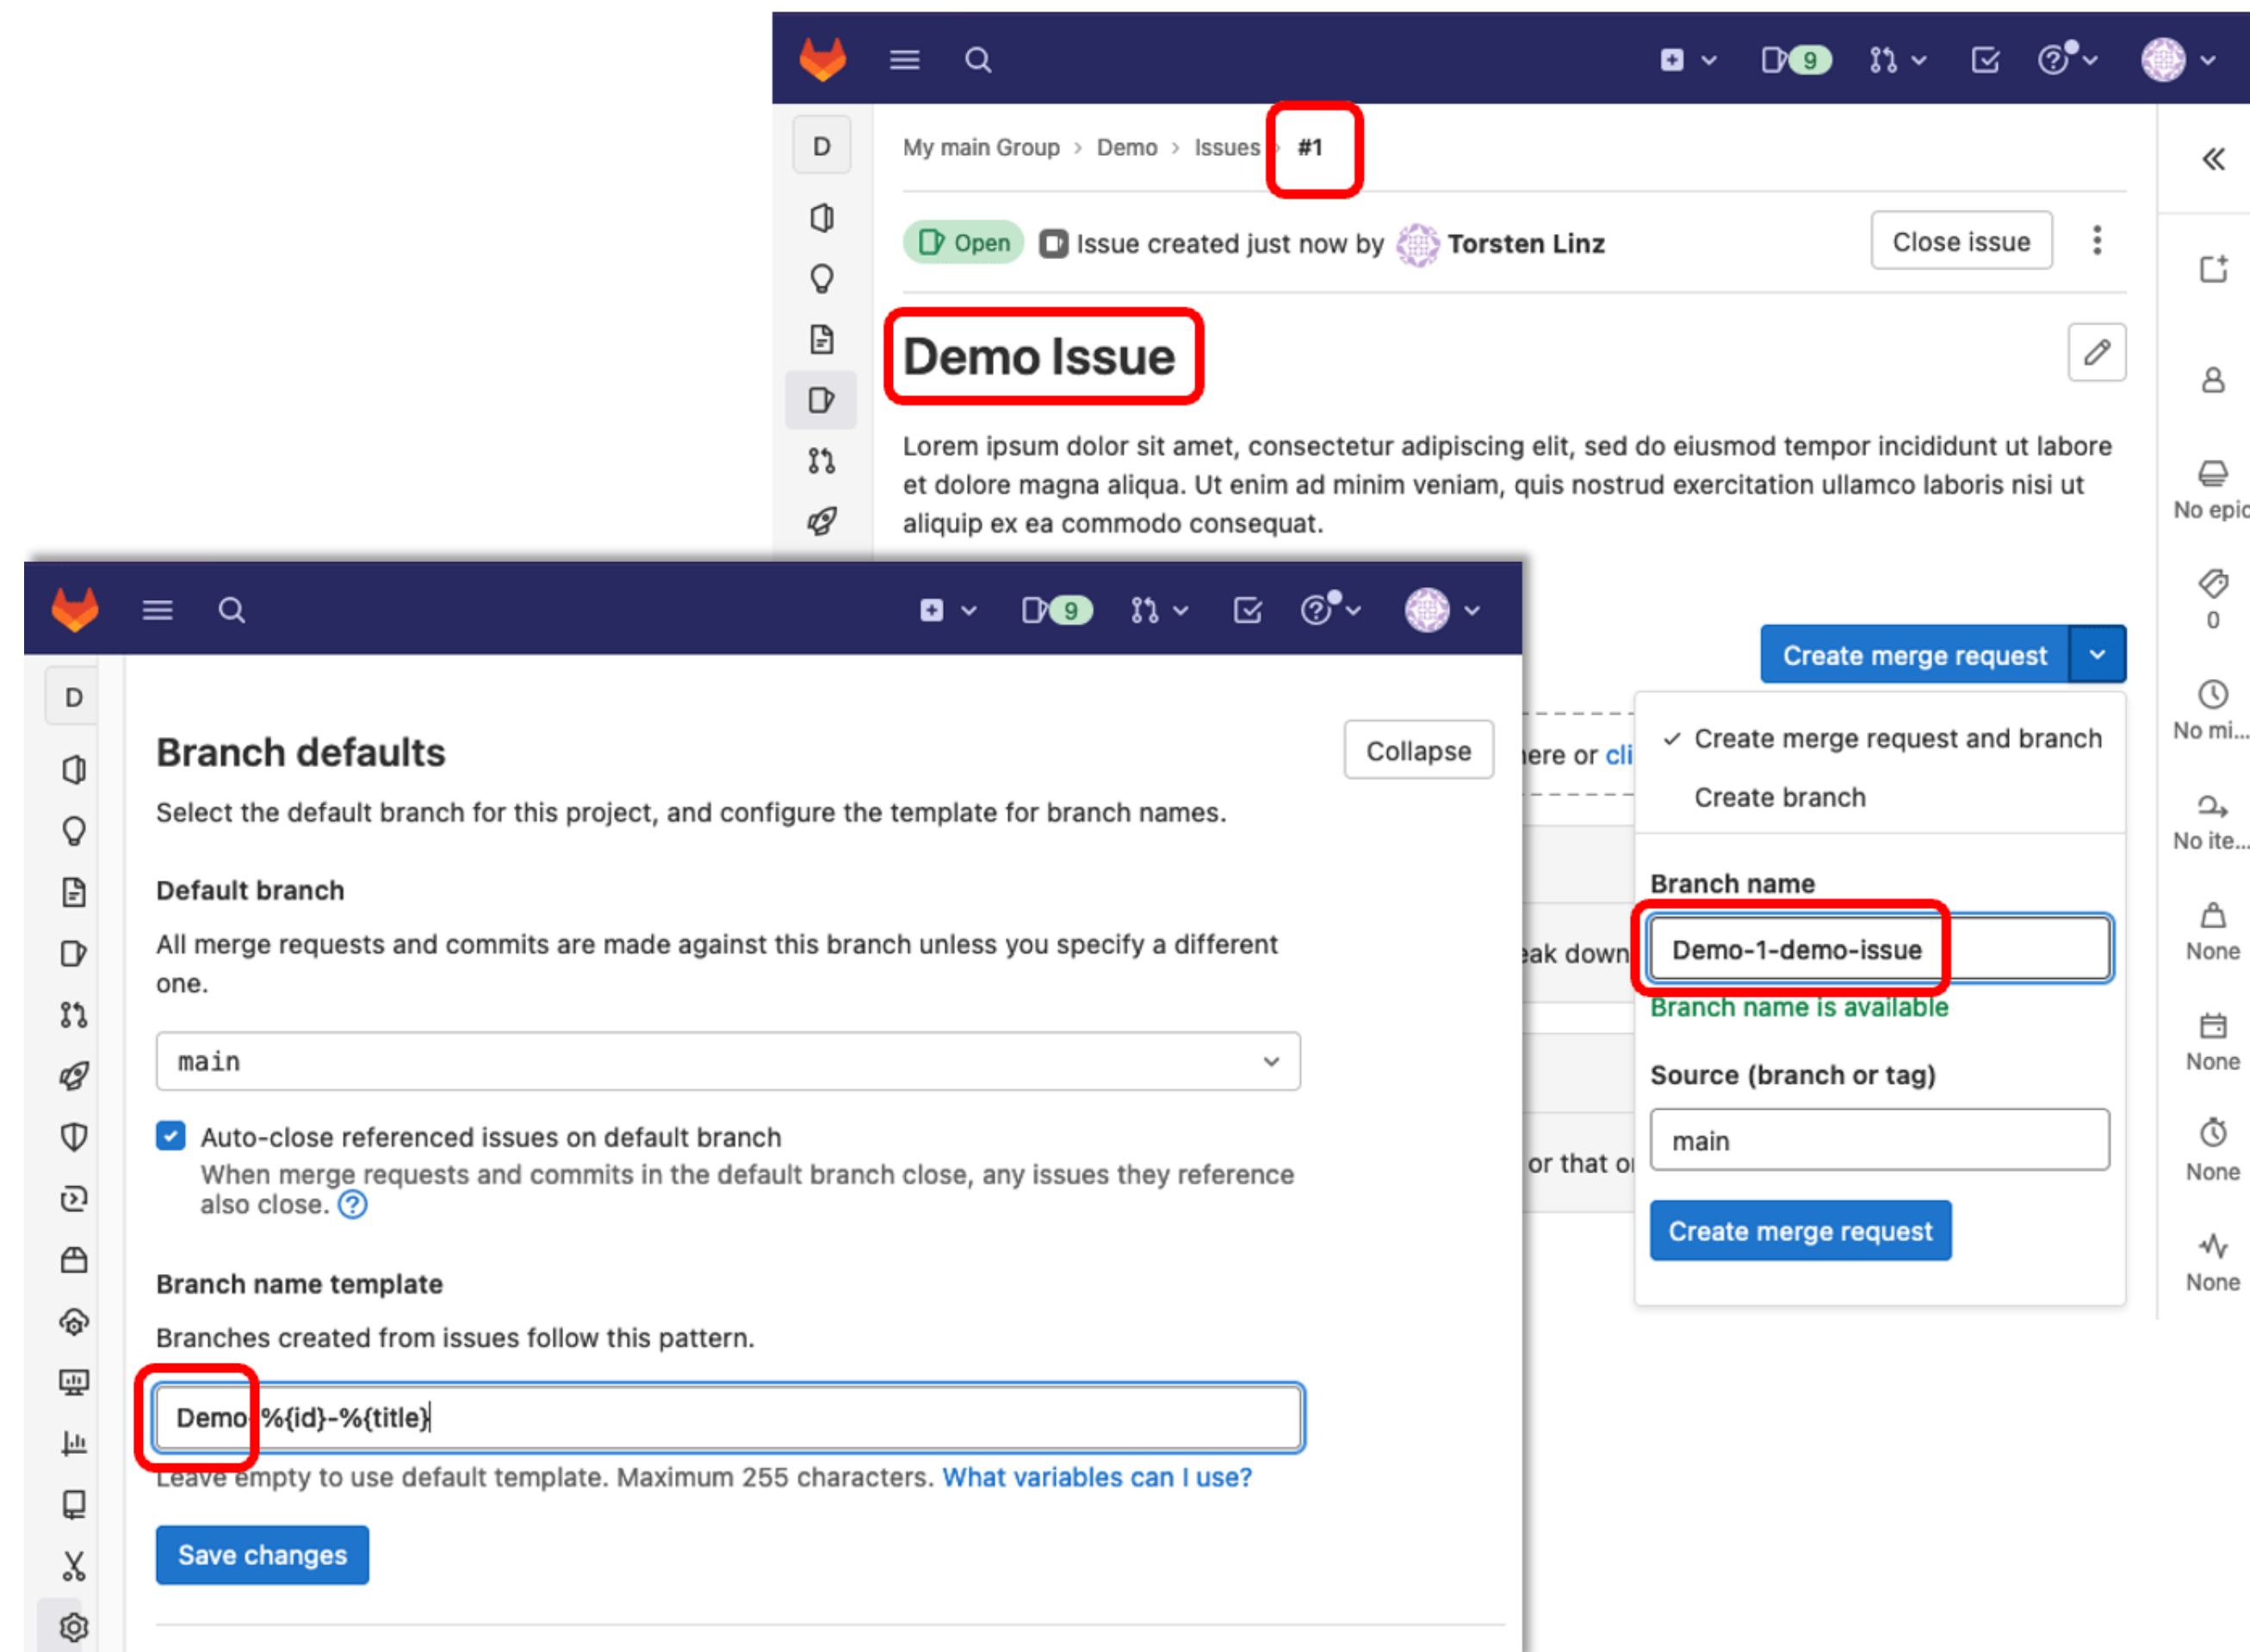 9
D
My main Group › Demo › Issues › #1
Open Issue created just now by Torsten Linz
Close issue
Demo Issue
Lorem ipsum dolor sit amet, consectetur adipiscing elit, sed do eiusmod tempor incididunt ut labore
et dolore magna aliqua. Ut enim ad minim veniam, quis nostrud exercitation ullamco laboris nisi ut
aliquip ex ea commodo consequat.
No epic
0
No mi...
No ite...
None
None
None
None
Create merge request
Create merge request and branch
Create branch
Branch name
Demo-1-demo-issue
Branch name is available
Source (branch or tag)
main
Create merge request
ere or cli
eak down
or that
9
D
Branch defaults
Collapse
Select the default branch for this project, and configure the template for branch names.
Default branch
All merge requests and commits are made against this branch unless you specify a different
one.
main
Auto-close referenced issues on default branch
When merge requests and commits in the default branch close, any issues they reference
also close.
Branch name template
Branches created from issues follow this pattern.
Demo-%{id}-%{title}
Leave empty to use default template. Maximum 255 characters. What variables can I use?
Save changes